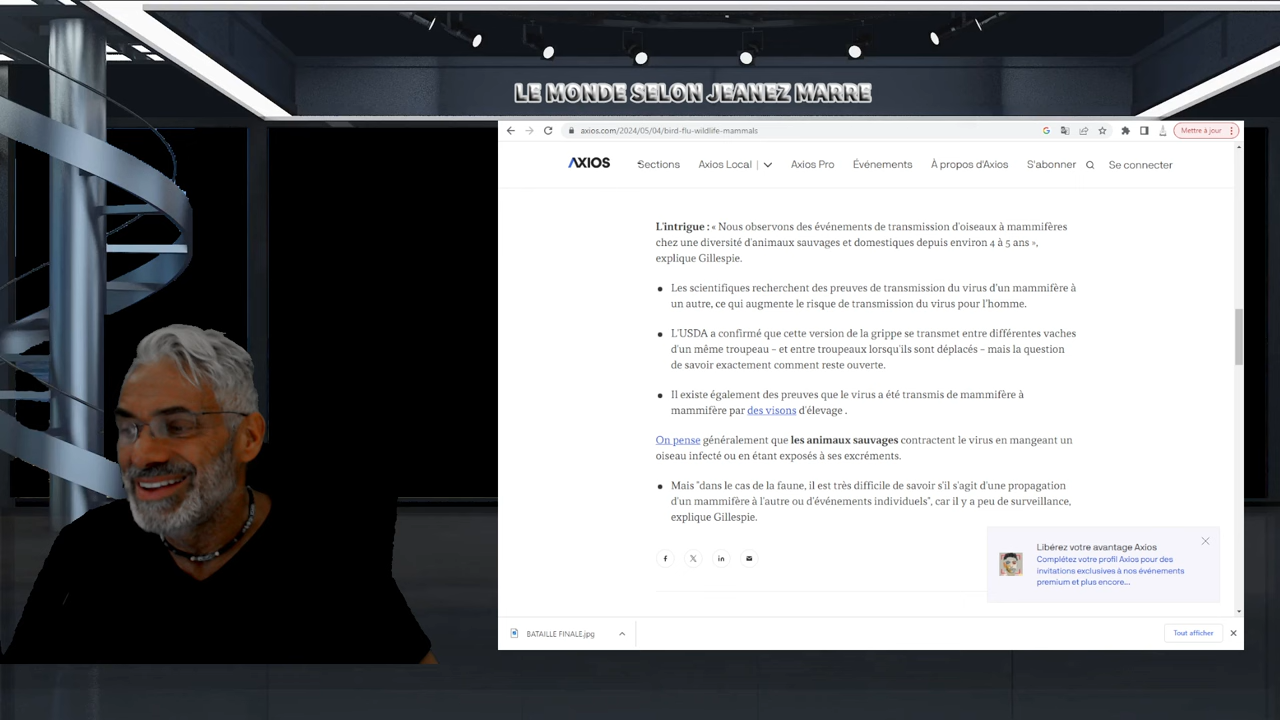 LE MONDE SELON JEANEZ MARRE
axios.com/2024/05/04/bird-flu-wildlife-mammals
Mettre à jour
AXIOS
Sections
Axios Local
Axios Pro
Événements
À propos d'Axios
S'abonner
Se connecter
L'intrigue : « Nous observons des événements de transmission d'oiseaux à mammifères
chez une diversité d'animaux sauvages et domestiques depuis environ 4 à 5 ans »,
explique Gillespie.
Les scientifiques recherchent des preuves de transmission du virus d'un mammifère à
un autre, ce qui augmente le risque de transmission du virus pour l'homme.
L'USDA a confirmé que cette version de la grippe se transmet entre différentes vaches
d'un même troupeau – et entre troupeaux lorsqu'ils sont déplacés – mais la question
de savoir exactement comment reste ouverte.
Il existe également des preuves que le virus a été transmis de mammifère à
mammifère par des visons d'élevage .
On pense généralement que les animaux sauvages contractent le virus en mangeant un
oiseau infecté ou en étant exposés à ses excréments.
Mais "dans le cas de la faune, il est très difficile de savoir s'il s'agit d'une propagation
d'un mammifère à l'autre ou d'événements individuels", car il y a peu de surveillance,
explique Gillespie.
Libérez votre avantage Axios
Complétez votre profil Axios pour des
invitations exclusives à nos événements
premium et plus encore...
BATAILLE FINALE.jpg
Tout afficher